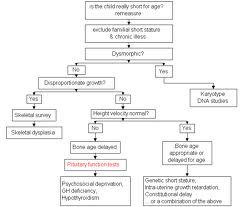 is the child really short for age?
remeasure
exclude familial short stature
& chronic illess
Dysmorphic?
No
Yes
Disproportionate growth?
Karyotype
DNA studies
Yes
No
Skeletal survey
Height velocity normal?
Skeletal dysplasia
No
Yes
Bone age delayed
Bone age
appropriate or
delayed for age
Pituitary function tests
Psychosocial deprivation,
GH deficiency,
Hypothyroidism
Genetic short stature,
Intra-uterine growth retardation,
Constitutional delay
... or a combination of the above